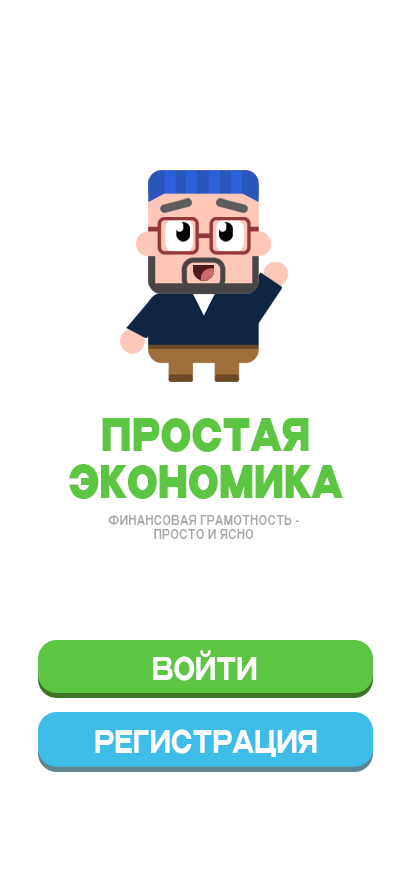 ПРОСТАЯ
ЭКОНОМИКА
ФИНАНСОВАЯ ГРАМОТНОСТЬ -
ПРОСТО И ЯСНО
ВОЙТИ
РЕГИСТРАЦИЯ